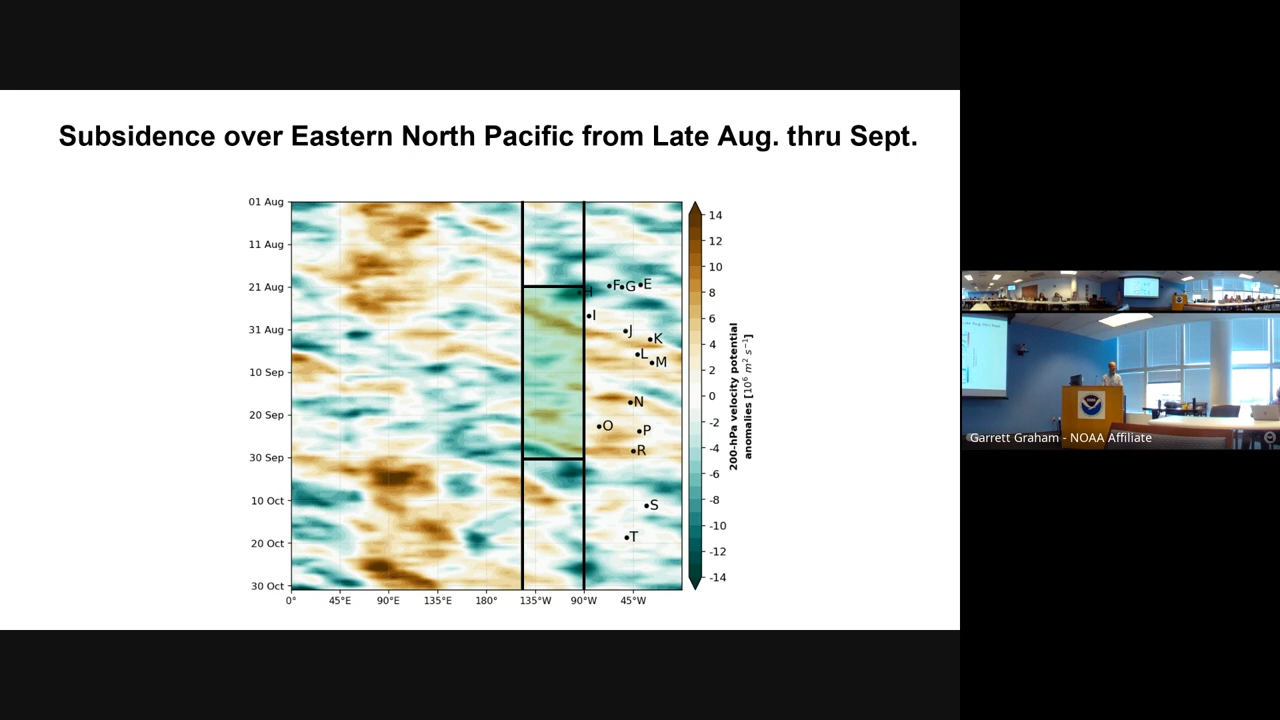 Subsidence over Eastern North Pacific from Late Aug. thru Sept.
01 Aug
11 Aug
21 Aug
31 Aug
10 Sep
20 Sep
30 Sep
10 Oct
20 Oct
30 Oct
0°
45°E
90°E
135°E
180°
135°W
90°W
45°W
F
G
E
H
I
J
K
L
M
N
O
P
R
S
T
14
12
10
8
6
4
2
0
-2
-4
-6
-8
-10
-12
-14
200-hPa velocity potential
anomalies [10⁶ m² s⁻¹]
Garrett Graham - NOAA Affiliate